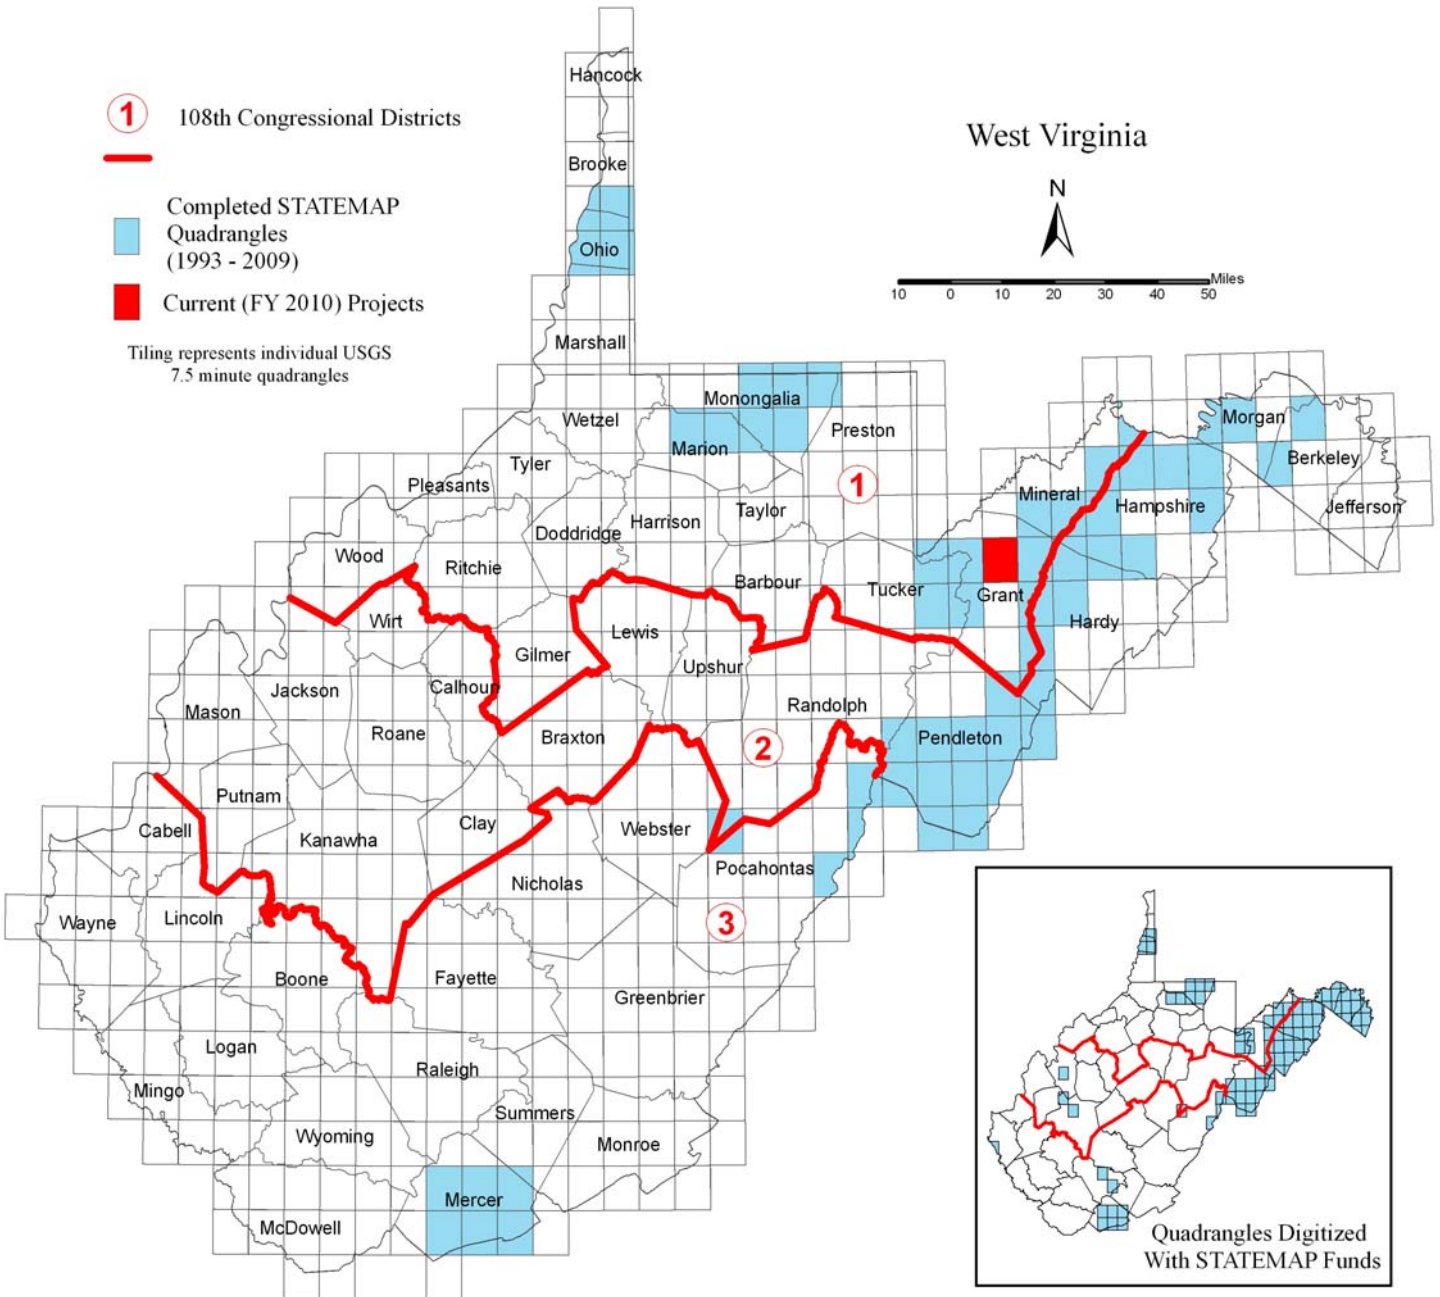 Hancock
1
108th Congressional Districts
West Virginia
Brooke
N
Completed STATEMAP
Quadrangles
(1993 - 2009)
Ohio
Miles
10 0 10 20 30 40 50
Current (FY 2010) Projects
Marshall
Tiling represents individual USGS
7.5 minute quadrangles
Monongalia
Wetzel
Morgan
Preston
Marion
Tyler
Berkeley
Pleasants
1
Mineral
Hampshire
Jefferson
Taylor
Harrison
Doddridge
Wood
Ritchie
Barbour
Tucker
Grant
Wirt
Hardy
Lewis
Gilmer
Upshur
Calhoun
Jackson
Randolph
Mason
Roane
Braxton
2
Pendleton
Putnam
Clay
Webster
Cabell
Kanawha
Pocahontas
Nicholas
Lincoln
Wayne
3
Boone
Fayette
Greenbrier
Logan
Raleigh
Mingo
Summers
Wyoming
Monroe
Mercer
McDowell
Quadrangles Digitized
With STATEMAP Funds